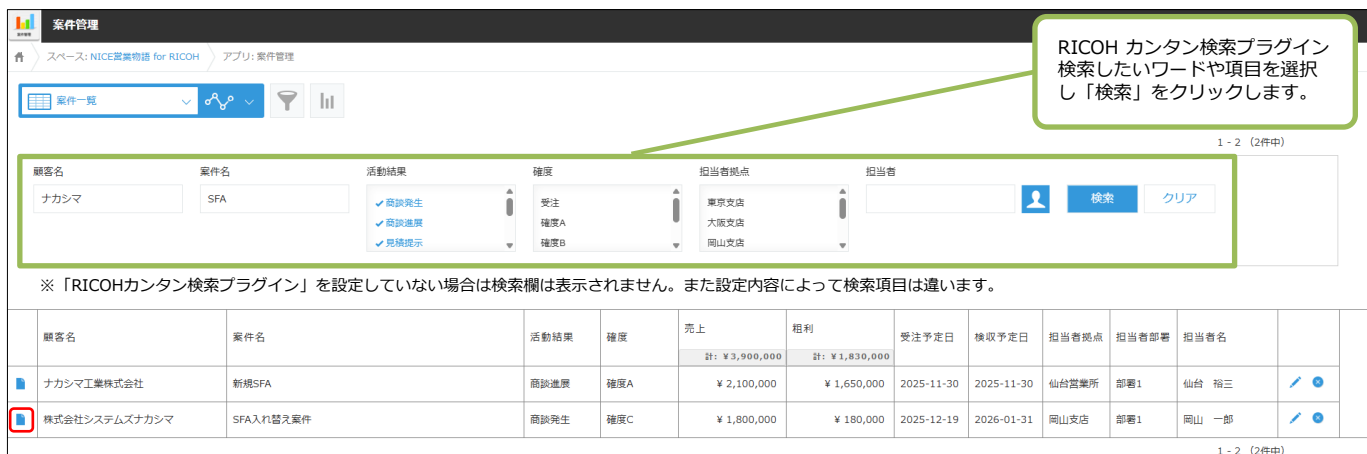 案件管理
スペース: NICE営業物語 for RICOH アプリ: 案件管理
RICOH カンタン検索プラグイン
検索したいワードや項目を選択
し「検索」をクリックします。
案件一覧
1 - 2 (2件中)
顧客名 案件名 活動結果 確度 担当者拠点 担当者
ナカシマ SFA 商談発生 受注 東京支店 検索 クリア
商談進展 確度A 大阪支店
見積提示 確度B 岡山支店
※「RICOHカンタン検索プラグイン」を設定していない場合は検索欄は表示されません。また設定内容によって検索項目は違います。
顧客名 案件名 活動結果 確度 売上 粗利 受注予定日 検収予定日 担当者拠点 担当者部署 担当者名
計: ¥3,900,000 計: ¥1,830,000
ナカシマ工業株式会社 新規SFA 商談進展 確度A ¥ 2,100,000 ¥ 1,650,000 2025-11-30 2025-11-30 仙台営業所 部署1 仙台 裕三
株式会社システムズナカシマ SFA入れ替え案件 商談発生 確度C ¥ 1,800,000 ¥ 180,000 2025-12-19 2026-01-31 岡山支店 部署1 岡山 一郎
1 - 2 (2件中)